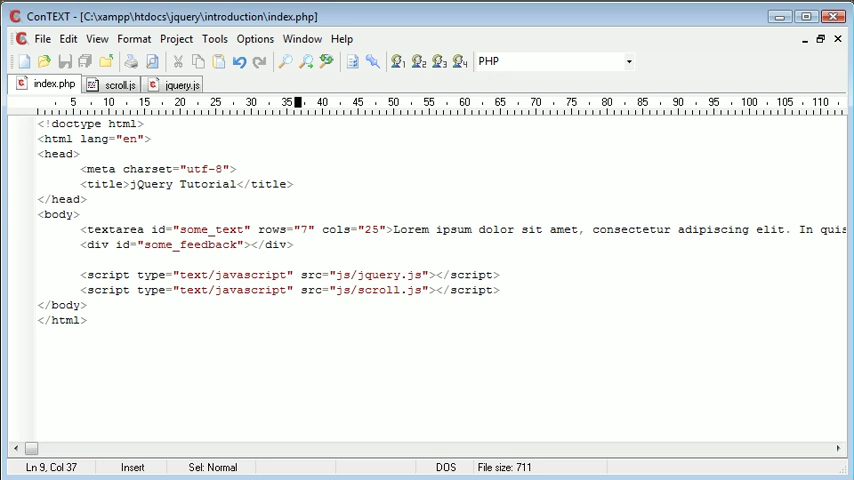 ConTEXT - [C:\xampp\htdocs\jquery\introduction\index.php]
File Edit View Format Project Tools Options Window Help
1 2 3 4 PHP
index.php scroll.js jquery.js
5 10 15 20 25 30 35 40 45 50 55 60 65 70 75 80 85 90 95 100 105 110
<!doctype html>
<html lang="en">
<head>
<meta charset="utf-8">
<title>jQuery Tutorial</title>
</head>
<body>
<textarea id="some_text" rows="7" cols="25">Lorem ipsum dolor sit amet, consectetur adipiscing elit. In quis
<div id="some_feedback"></div>
<script type="text/javascript" src="js/jquery.js"></script>
<script type="text/javascript" src="js/scroll.js"></script>
</body>
</html>
Ln 9, Col 37 Insert Sel: Normal DOS File size: 711